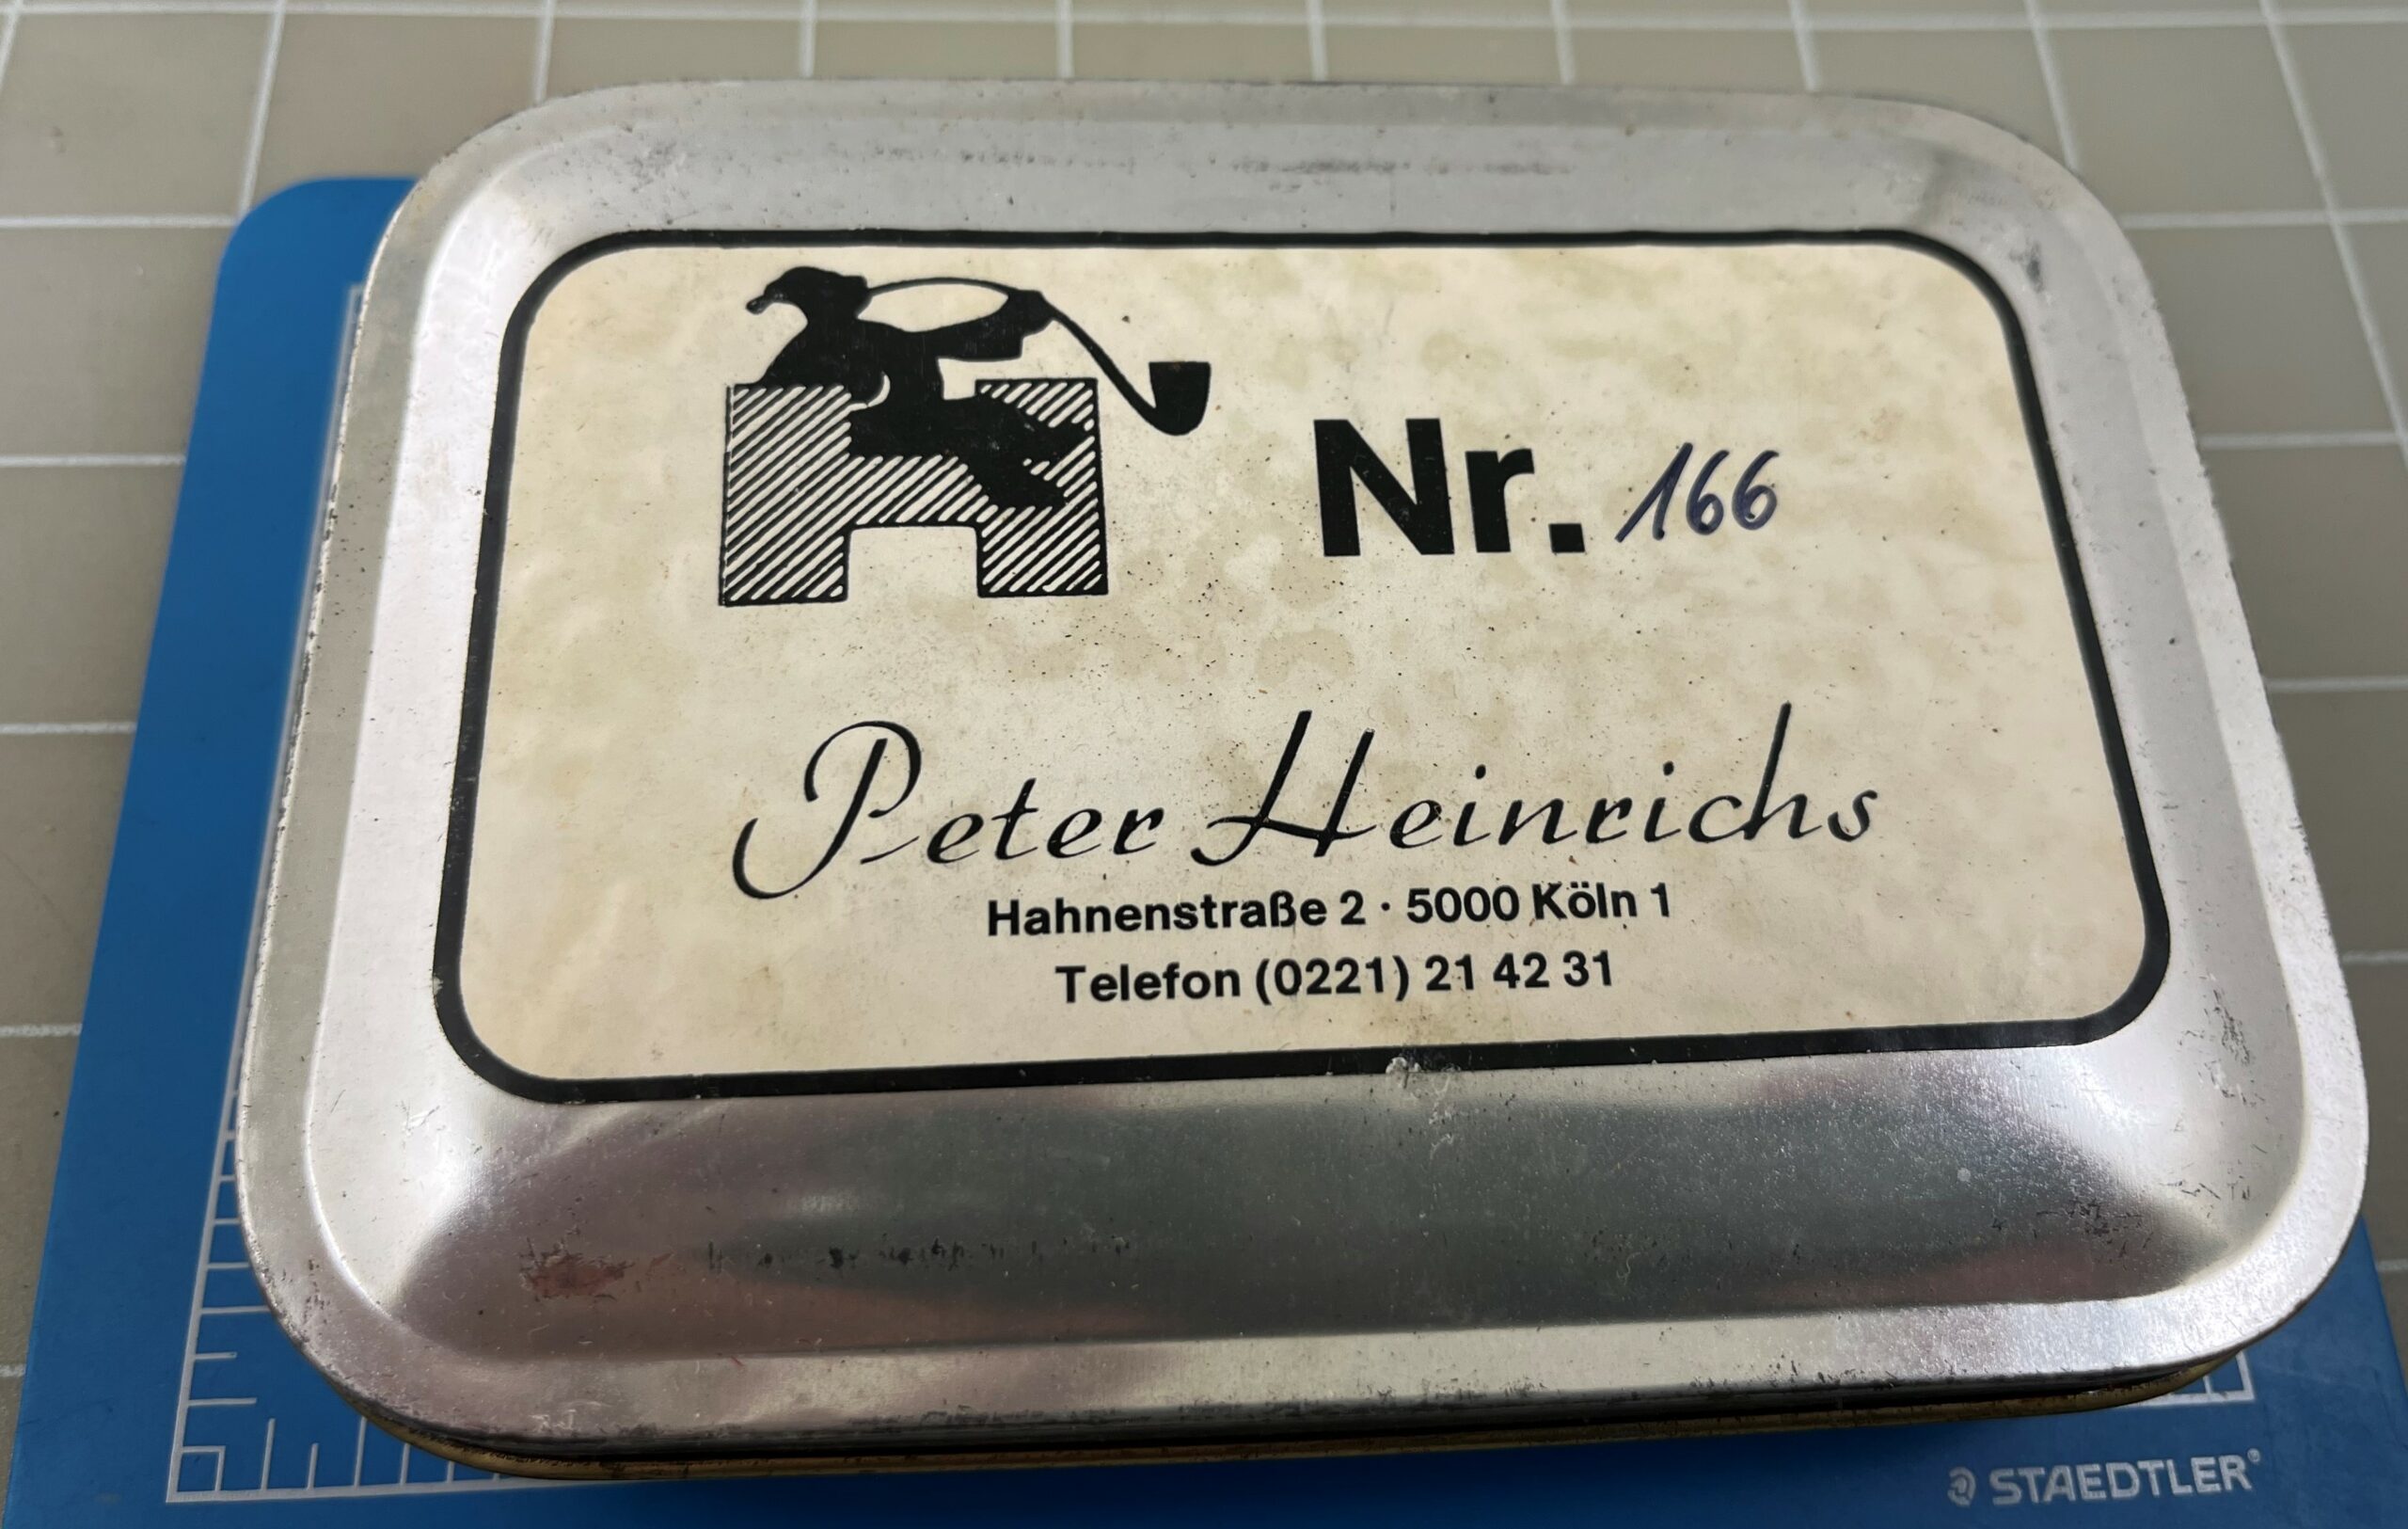 Nr. 166
Peter Heinrichs
Hahnenstraße 2 · 5000 Köln 1
Telefon (0221) 21 42 31
STAEDTLER®